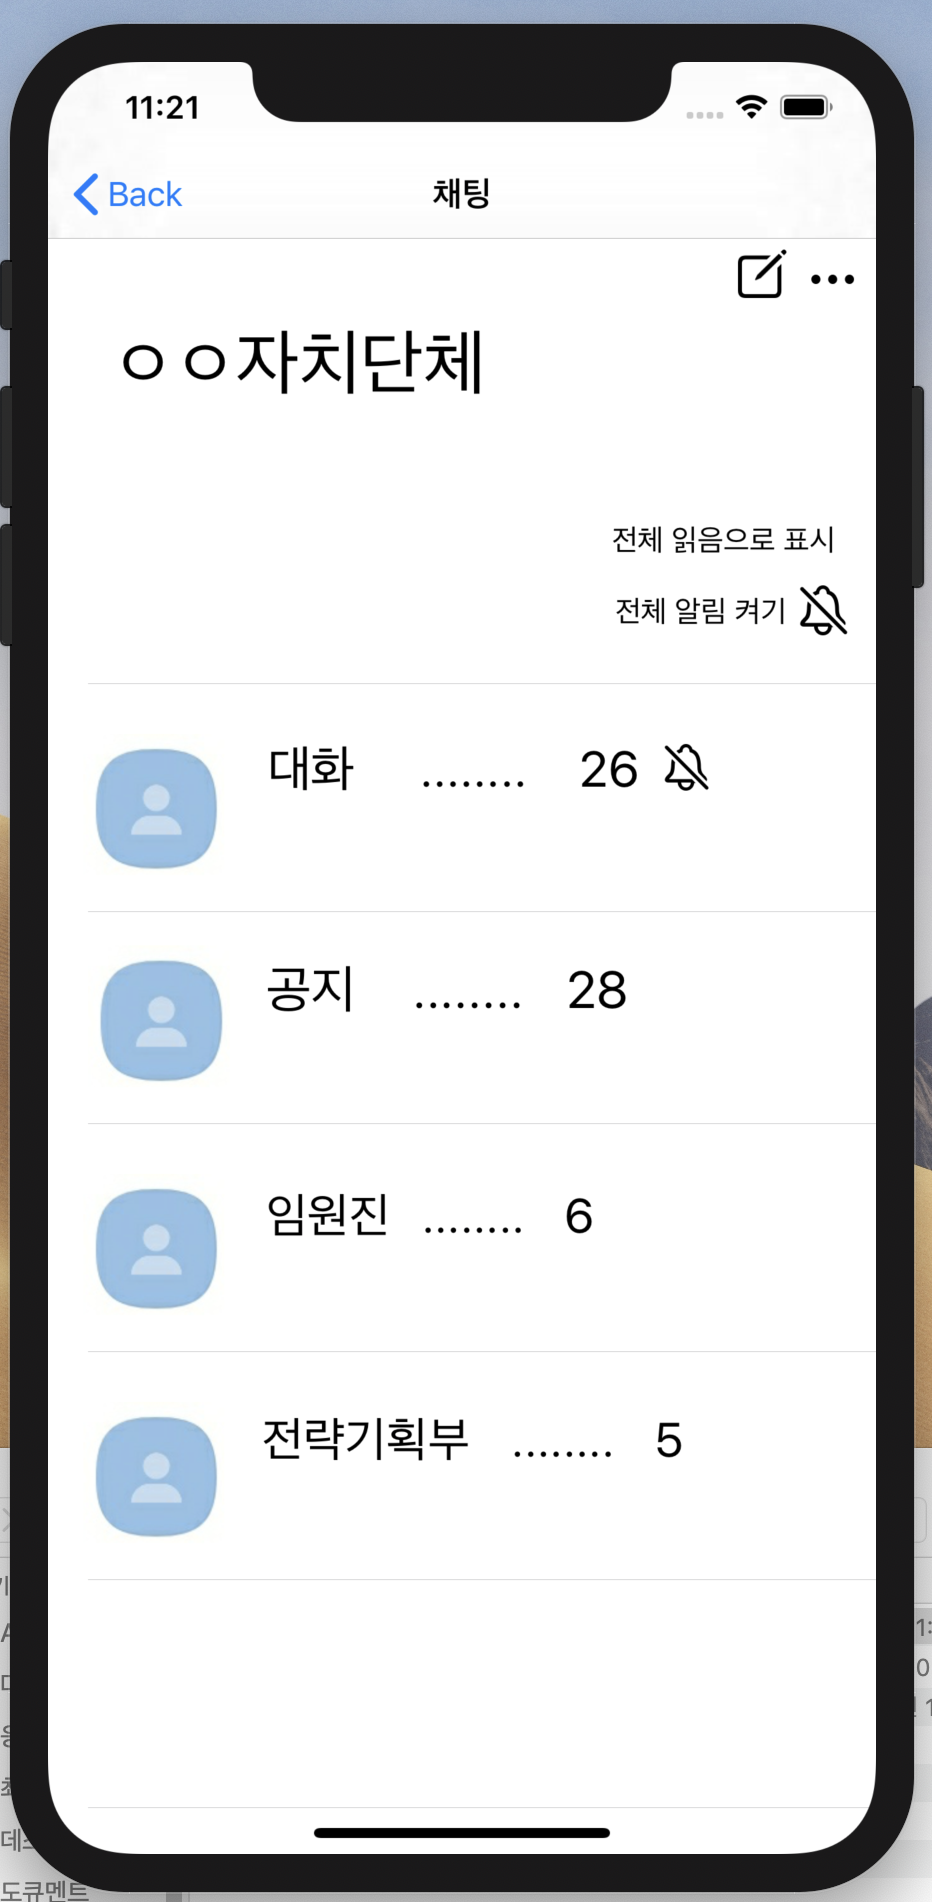 11:21
Back
채팅
ㅇㅇ자치단체
전체 읽음으로 표시
전체 알림 켜기
대화 ........ 26
공지 ........ 28
임원진 ........ 6
전략기획부 ........ 5
도큐멘트